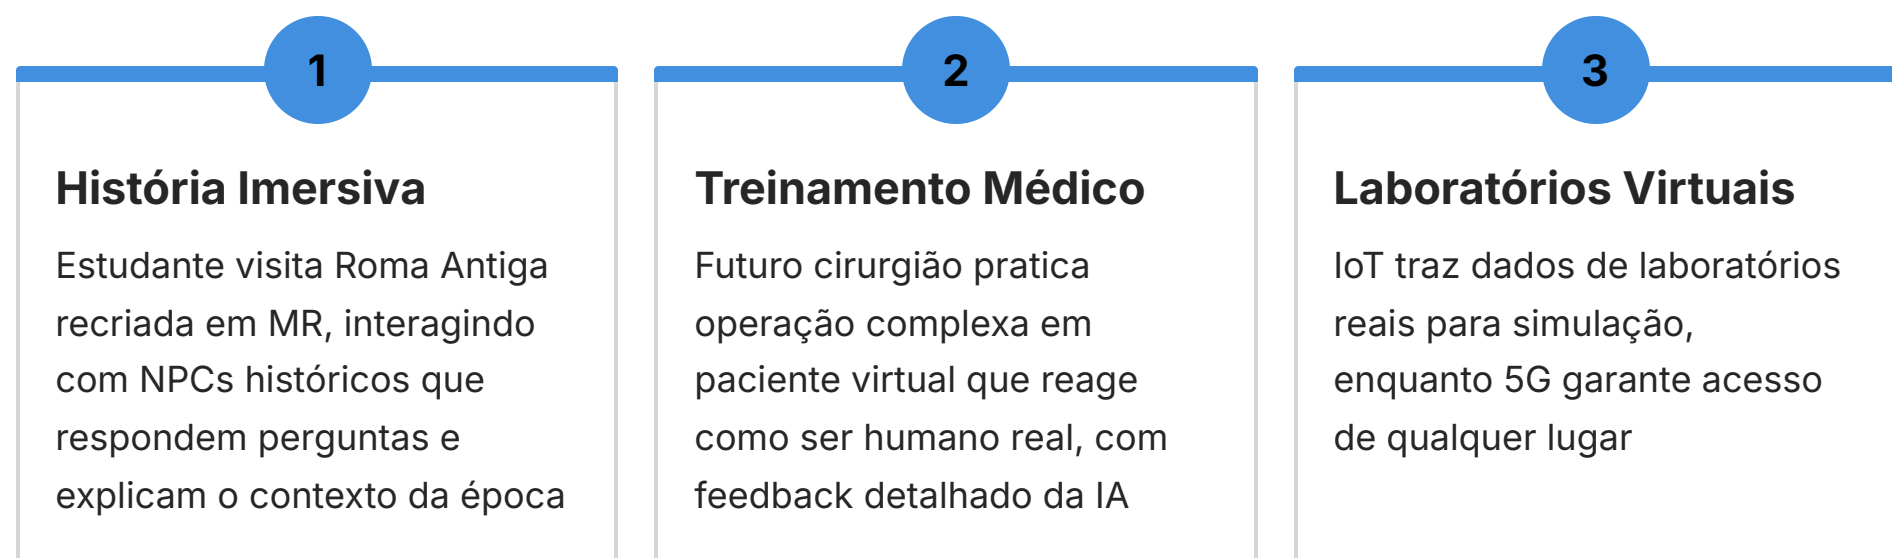 1
História Imersiva
Estudante visita Roma Antiga
recriada em MR, interagindo
com NPCs históricos que
respondem perguntas e
explicam o contexto da época
2
Treinamento Médico
Futuro cirurgião pratica
operação complexa em
paciente virtual que reage
como ser humano real, com
feedback detalhado da IA
3
Laboratórios Virtuais
IoT traz dados de laboratórios
reais para simulação,
enquanto 5G garante acesso
de qualquer lugar